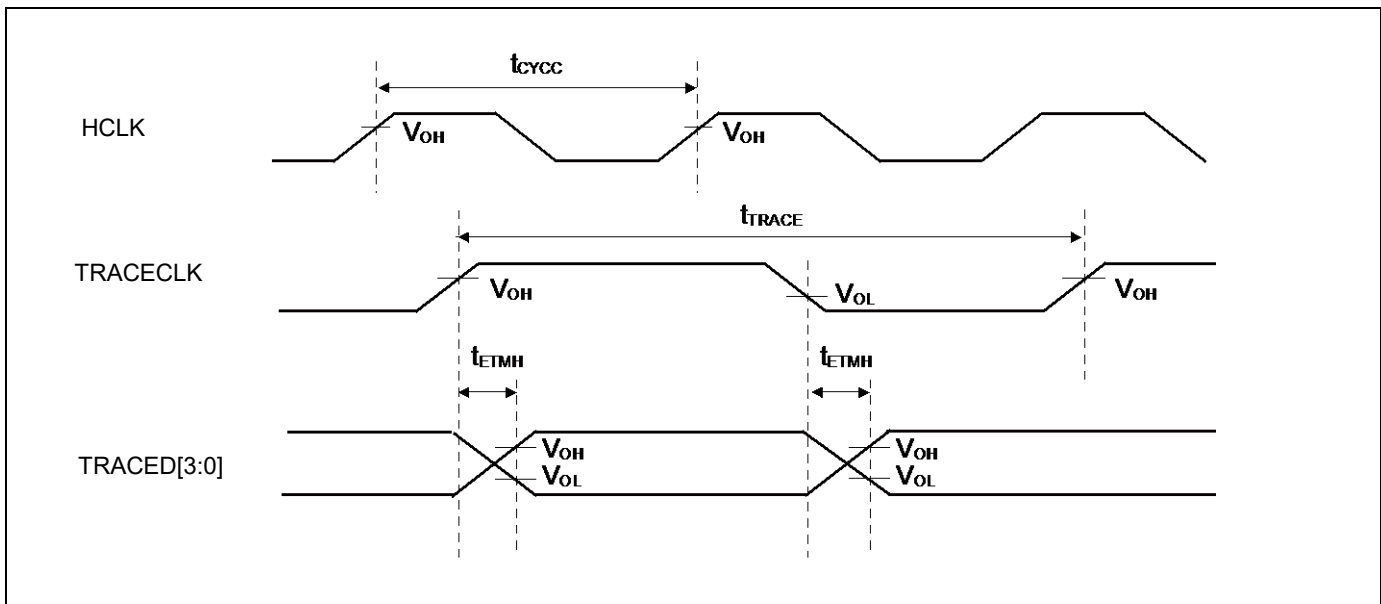 tCYCC
HCLK
VOH
VOH
tTRACE
TRACECLK
VOH
VOL
VOH
tETMH
tETMH
TRACED[3:0]
VOH
VOL
VOH
VOL